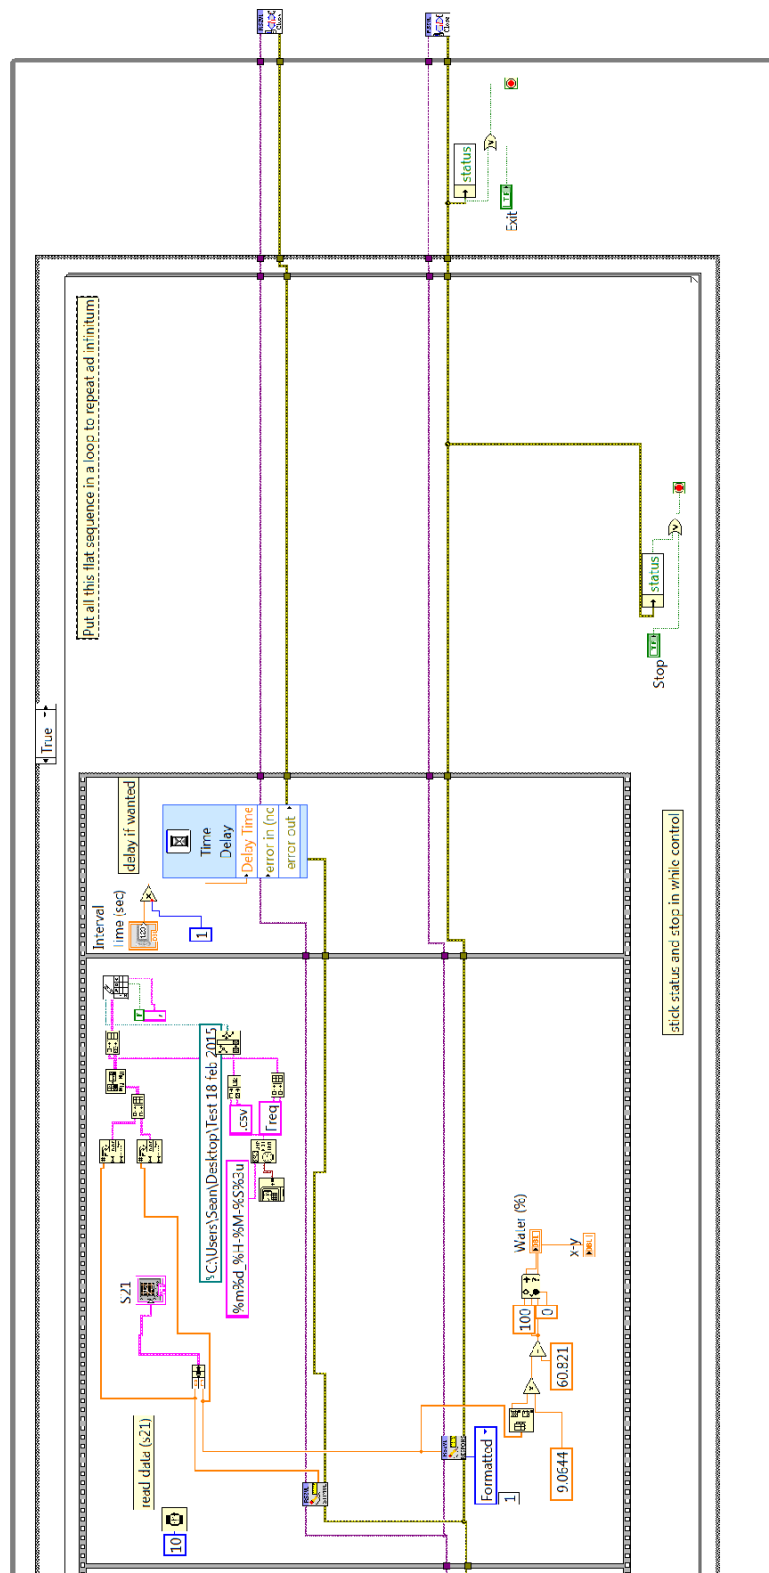 status
Exit
Put all this flat sequence in a loop to repeat ad infinitum
True
status
Stop
delay if wanted
Time
Delay
Delay Time
error in (no
error out
Interval
Time (sec)
1
stick status and stop in while control
C:\Users\Sean\Desktop\Test 18 feb 2015
.csv
Freq
%m%d_%H-%M-%S%3u
S21
read data (s21)
10
Water (%)
x-y
100
0
60.821
9.0644
Formatted
1